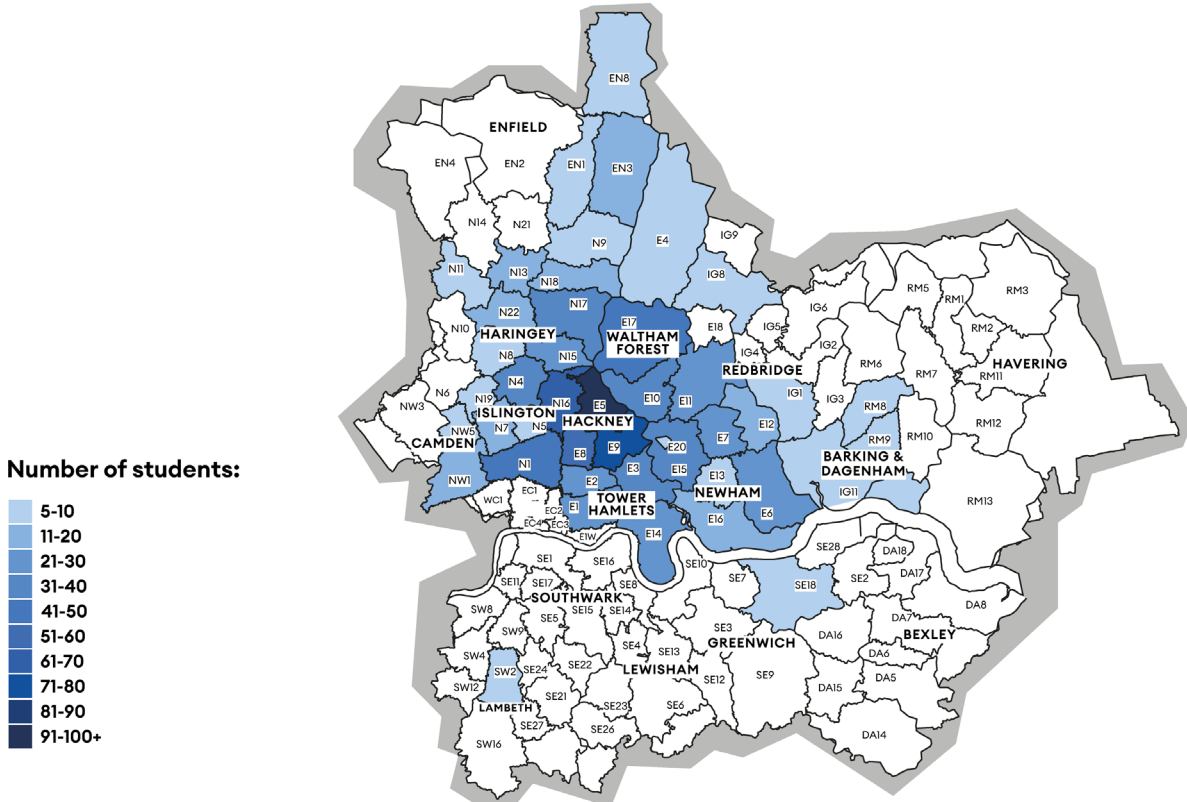 EN8
ENFIELD
EN4
EN2
EN1
EN3
N14
N21
N9
E4
IG9
N11
N13
N18
IG8
N17
N22
N10
HARINGEY
E17
WALTHAM
FOREST
E18
IG5
IG6
RM5
RM1
RM3
RM2
IG2
IG4
REDBRIDGE
RM6
RM7
HAVERING
RM11
N8
N15
N6
NW3
N4
N19
N16
E5
E10
E11
IG1
IG3
RM8
ISLINGTON
HACKNEY
RM12
N7
N5
NW5
CAMDEN
E12
E7
RM9
RM10
E8
E9
E20
BARKING &
DAGENHAM
N1
E3
E15
E13
NW1
E2
NEWHAM
IG11
RM13
WC1
EC1
TOWER
HAMLETS
E1
EC2
EC4
EC3
E1W
E14
E16
E6
SE28
DA18
DA17
SE1
SE16
SE10
SE7
SE18
SE2
SE11
SE17
SE8
SOUTHWARK
SW8
SE5
SE15
SE14
DA8
DA7
SW9
SE3
GREENWICH
DA16
BEXLEY
SW4
SE4
SE13
DA6
SW2
SE24
SE22
LEWISHAM
SE12
SE9
DA5
SW12
SE21
DA15
LAMBETH
SE23
SE6
SE27
SE26
SW16
DA14
Number of students:
5-10
11-20
21-30
31-40
41-50
51-60
61-70
71-80
81-90
91-100+